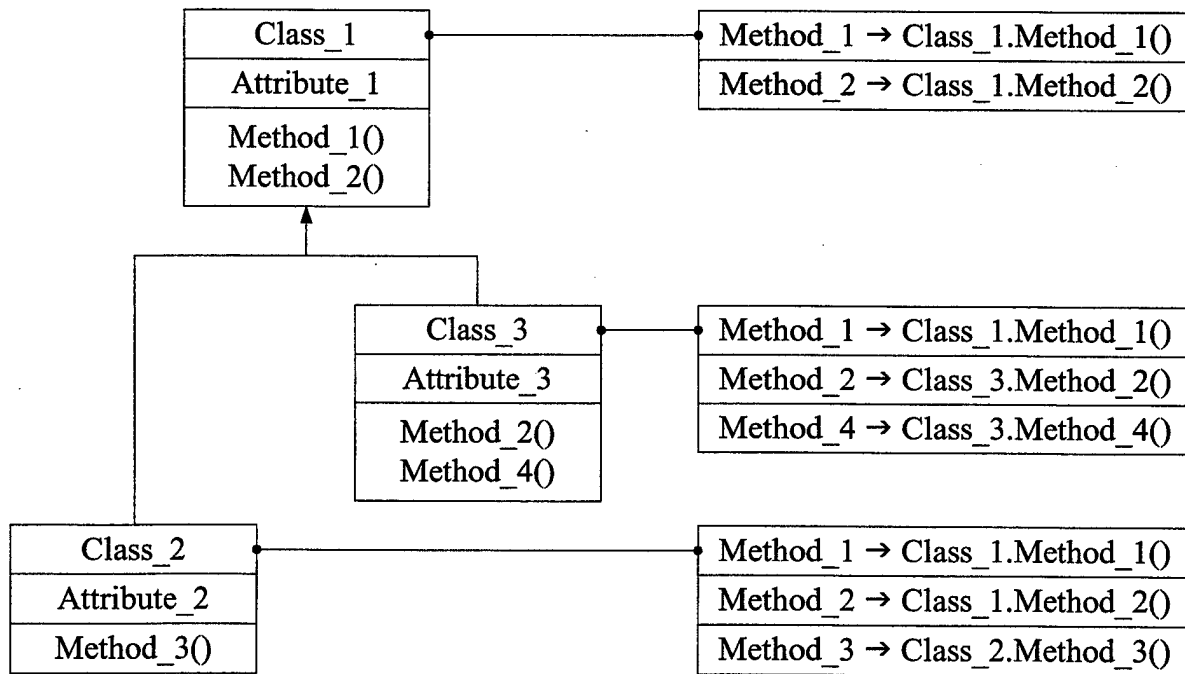 Class_1
Attribute_1
Method_1()
Method_2()
Method_1 → Class_1.Method_1()
Method_2 → Class_1.Method_2()
Class_3
Attribute_3
Method_2()
Method_4()
Method_1 → Class_1.Method_1()
Method_2 → Class_3.Method_2()
Method_4 → Class_3.Method_4()
Class_2
Attribute_2
Method_3()
Method_1 → Class_1.Method_1()
Method_2 → Class_1.Method_2()
Method_3 → Class_2.Method_3()